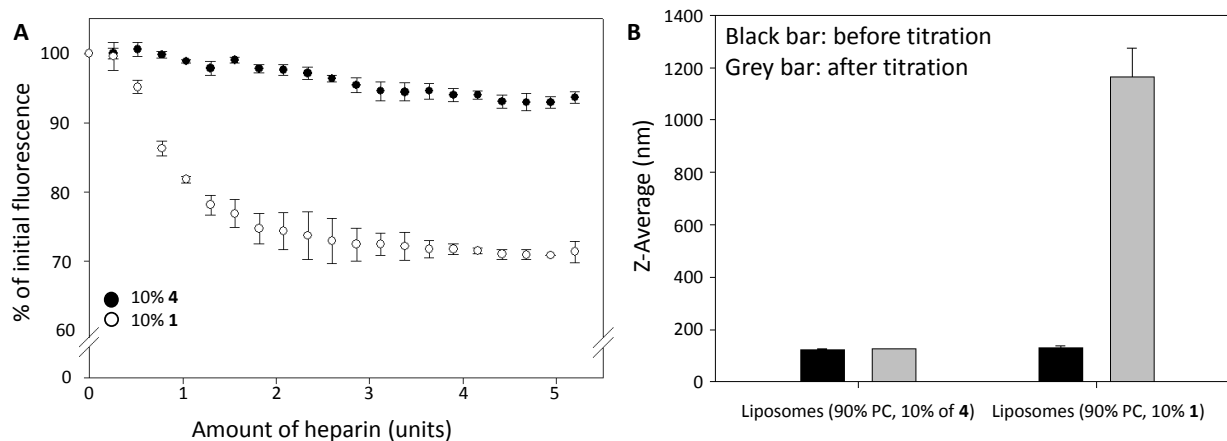 A
% of initial fluorescence
100
90
80
70
60
0
10% 4
10% 1
0 1 2 3 4 5
Amount of heparin (units)
B
Black bar: before titration
Grey bar: after titration
Z-Average (nm)
1400
1200
1000
800
600
400
200
0
Liposomes (90% PC, 10% of 4) Liposomes (90% PC, 10% 1)